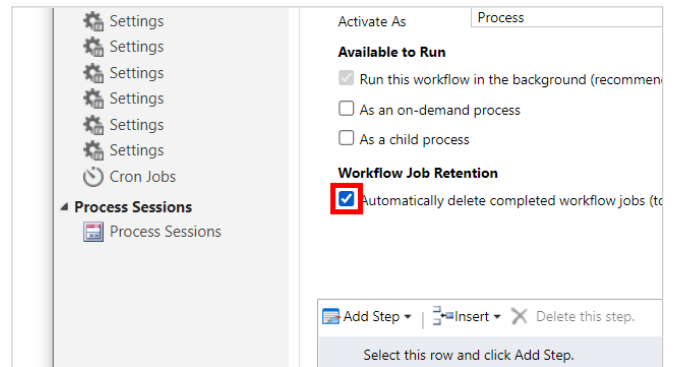 Settings
Settings
Settings
Settings
Settings
Settings
Cron Jobs
Process Sessions
Process Sessions
Activate As Process
Available to Run
Run this workflow in the background (recommen
As an on-demand process
As a child process
Workflow Job Retention
Automatically delete completed workflow jobs (to
Add Step Insert Delete this step.
Select this row and click Add Step.